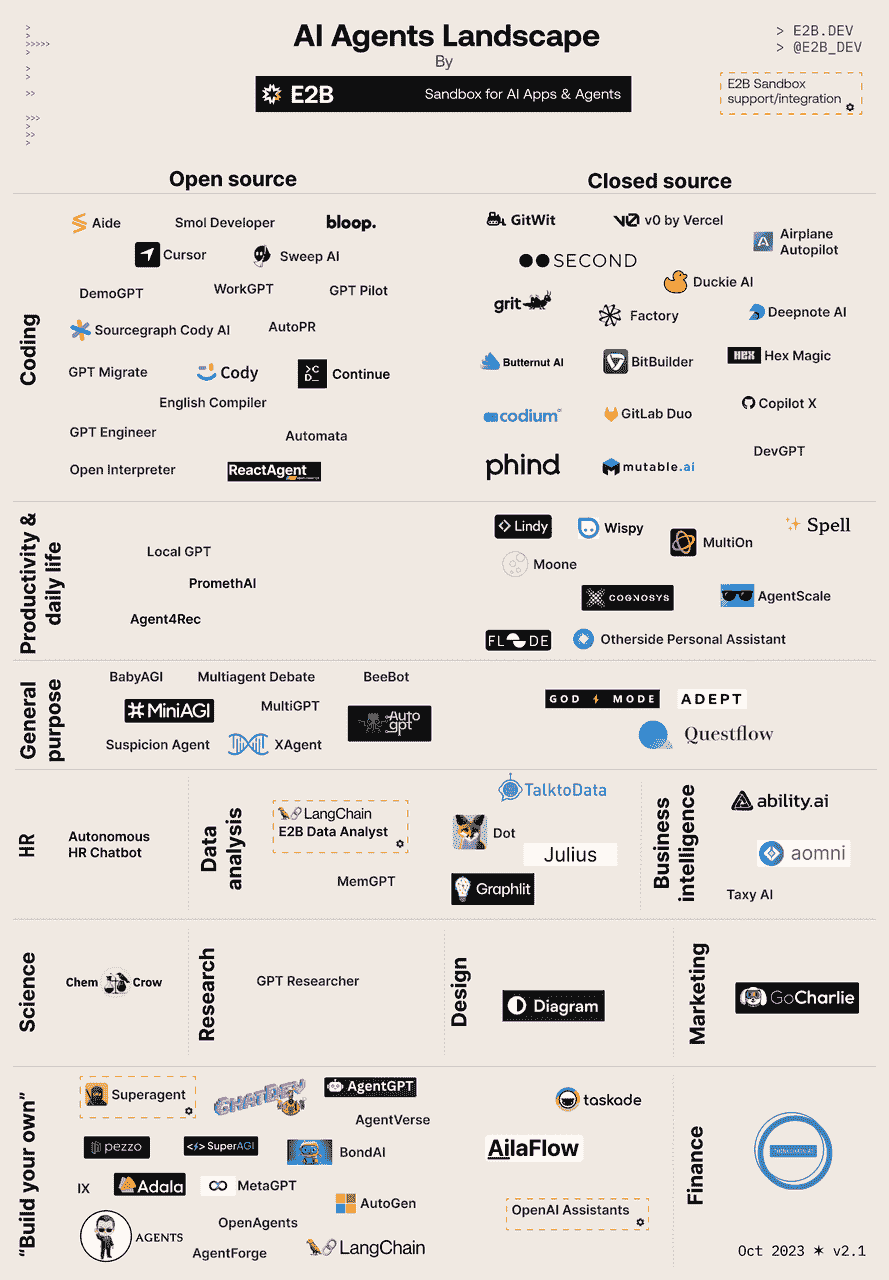 >
>
>>>>>
>
>
>
>>
>>>
>
>>
>
AI Agents Landscape
By
E2B Sandbox for AI Apps & Agents
> E2B.DEV
> @E2B_DEV
E2B Sandbox
support/integration
Open source
Closed source
Coding
Aide
Smol Developer
bloop.
Cursor
Sweep AI
DemoGPT
WorkGPT
GPT Pilot
Sourcegraph Cody AI
AutoPR
GPT Migrate
Cody
>C
D_
Continue
English Compiler
GPT Engineer
Automata
Open Interpreter
ReactAgent
GitWit
v0 by Vercel
Airplane
Autopilot
SECOND
Duckie AI
grit
Factory
Deepnote AI
Butternut AI
BitBuilder
HEX Hex Magic
codium
GitLab Duo
Copilot X
DevGPT
phind
mutable.ai
Productivity &
daily life
Local GPT
PromethAI
Agent4Rec
Lindy
Wispy
Spell
MultiOn
Moone
COGNOSYS
AgentScale
FL DE
Otherside Personal Assistant
General
purpose
BabyAGI
Multiagent Debate
BeeBot
MiniAGI
MultiGPT
Auto
gpt
Suspicion Agent
XAgent
GOD MODE
ADEPT
Questflow
HR
Autonomous
HR Chatbot
Data
analysis
LangChain
E2B Data Analyst
MemGPT
TalktoData
Dot
Julius
Graphlit
Business
intelligence
ability.ai
aomni
Taxy AI
Science
Chem Crow
Research
GPT Researcher
Design
Diagram
Marketing
GoCharlie
"Build your own"
Superagent
CHATDEV
AgentGPT
AgentVerse
pezzo
SuperAGI
BondAI
IX
Adala
MetaGPT
AutoGen
AGENTS
OpenAgents
AgentForge
LangChain
taskade
AilaFlow
OpenAI Assistants
Finance
Oct 2023 ✶ v2.1